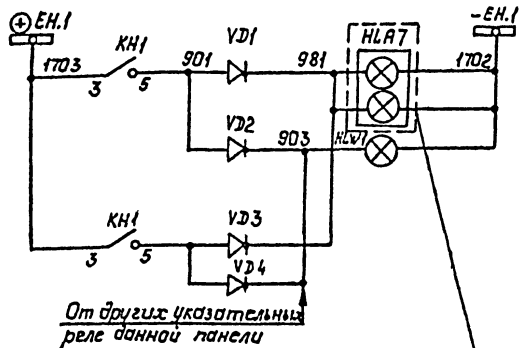 + ЕН.1
-ЕН.1
VD1
HLA7
КН1
1703
901
981
1702
3
5
VD2
903
HLW1
КН1
VD3
3
5
VD4
От других указательных
реле данной панели